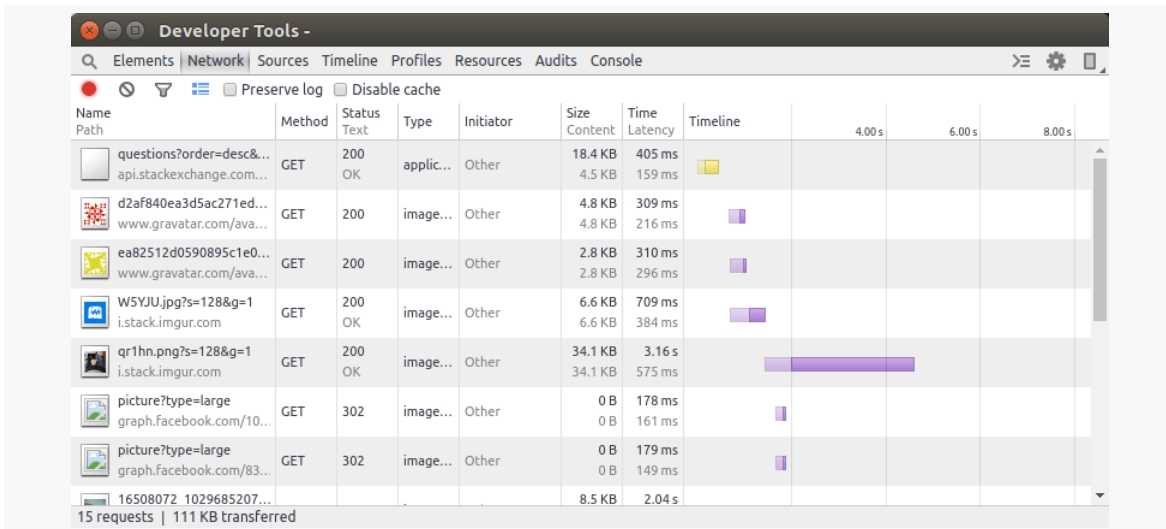 Developer Tools -
Elements Network Sources Timeline Profiles Resources Audits Console
Preserve log Disable cache
Name Method Status Type Initiator Size Time Timeline
Path Text Content Latency 4.00 s 6.00 s 8.00 s
questions?order=desc&... GET 200 applic... Other 18.4 KB 405 ms
api.stackexchange.com... OK 4.5 KB 159 ms
d2af840ea3d5ac271ed... GET 200 image... Other 4.8 KB 309 ms
www.gravatar.com/ava... 4.8 KB 216 ms
ea82512d0590895c1e0... GET 200 image... Other 2.8 KB 310 ms
www.gravatar.com/ava... 2.8 KB 296 ms
W5YJU.jpg?s=128&g=1 GET 200 image... Other 6.6 KB 709 ms
i.stack.imgur.com OK 6.6 KB 384 ms
qr1hn.png?s=128&g=1 GET 200 image... Other 34.1 KB 3.16 s
i.stack.imgur.com OK 34.1 KB 575 ms
picture?type=large GET 302 image... Other 0 B 178 ms
graph.facebook.com/10... 0 B 161 ms
picture?type=large GET 302 image... Other 0 B 179 ms
graph.facebook.com/83... 0 B 149 ms
16508072_1029685207... 8.5 KB 2.04 s
15 requests | 111 KB transferred